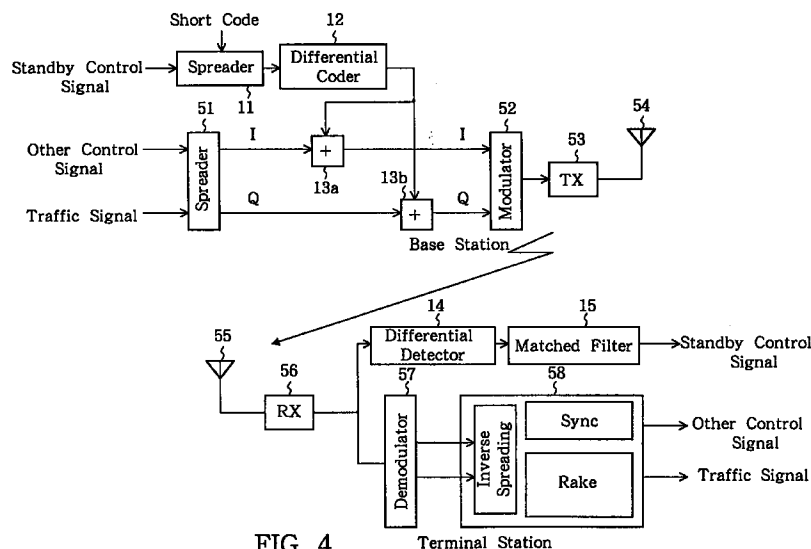 Short Code
12
Standby Control
Signal
Spreader
Differential
Coder
11
51
52
54
Other Control
Signal
I
I
53
+
13a
13b
Spreader
Modulator
TX
Traffic Signal
Q
+
Q
Base Station
14
15
55
Differential
Detector
Matched Filter
Standby Control
Signal
56
57
58
RX
Demodulator
Inverse
Spreading
Sync
Other Control
Signal
Rake
Traffic Signal
FIG. 4
Terminal Station